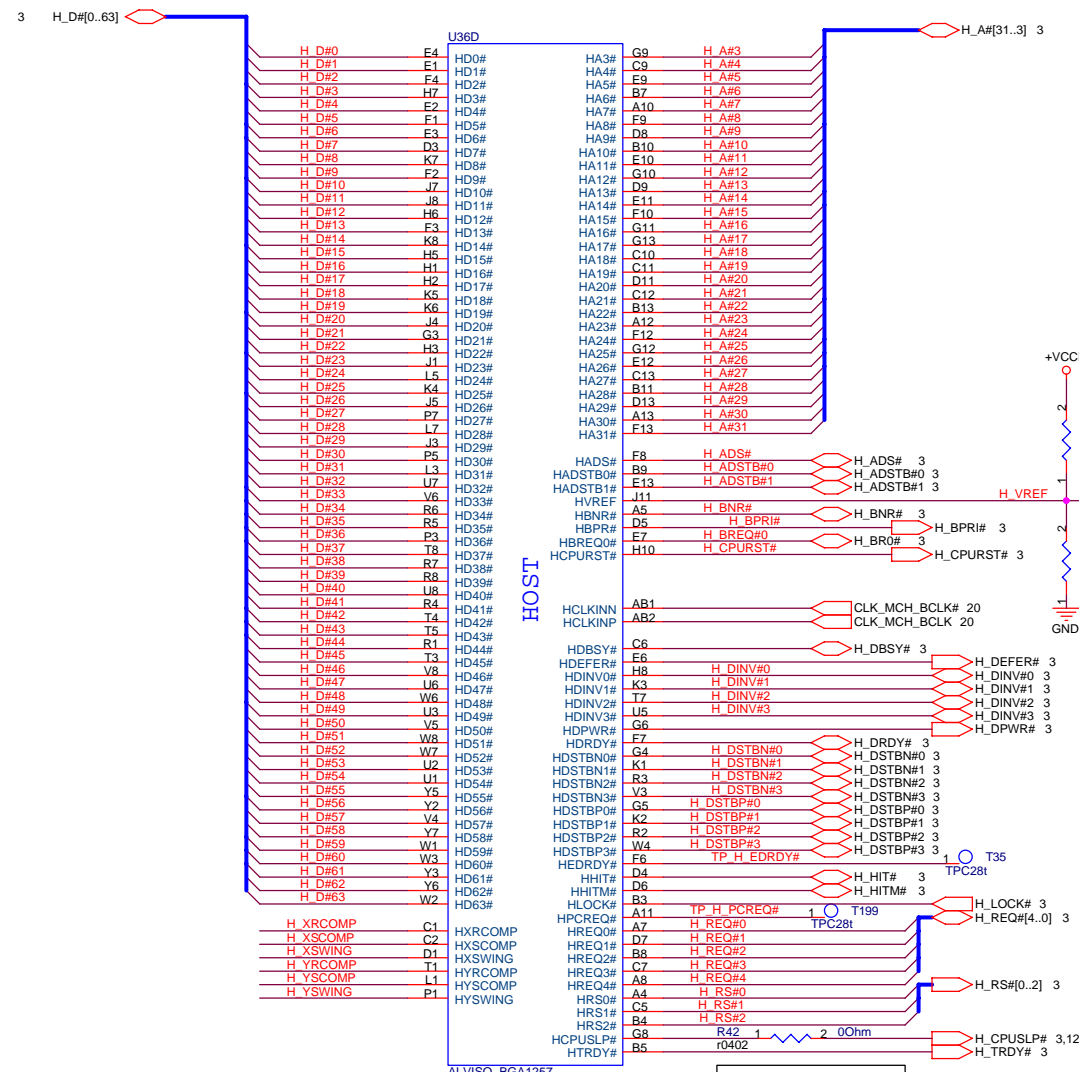 3 H_D#[0..63]
H_A#[31..3] 3
U36D
H_D#0 E4 HD0# HA3# G9 H_A#3
H_D#1 E1 HD1# HA4# C9 H_A#4
H_D#2 F4 HD2# HA5# E9 H_A#5
H_D#3 H7 HD3# HA6# B7 H_A#6
H_D#4 E2 HD4# HA7# A10 H_A#7
H_D#5 F1 HD5# HA8# F9 H_A#8
H_D#6 E3 HD6# HA9# D8 H_A#9
H_D#7 D3 HD7# HA10# B10 H_A#10
H_D#8 K7 HD8# HA11# E10 H_A#11
H_D#9 F2 HD9# HA12# G10 H_A#12
H_D#10 J7 HD10# HA13# D9 H_A#13
H_D#11 J8 HD11# HA14# E11 H_A#14
H_D#12 H6 HD12# HA15# F10 H_A#15
H_D#13 F3 HD13# HA16# G11 H_A#16
H_D#14 K8 HD14# HA17# G13 H_A#17
H_D#15 H5 HD15# HA18# C10 H_A#18
H_D#16 H1 HD16# HA19# C11 H_A#19
H_D#17 H2 HD17# HA20# D11 H_A#20
H_D#18 K5 HD18# HA21# C12 H_A#21
H_D#19 K6 HD19# HA22# B13 H_A#22
H_D#20 J4 HD20# HA23# A12 H_A#23
H_D#21 G3 HD21# HA24# F12 H_A#24
H_D#22 H3 HD22# HA25# G12 H_A#25
H_D#23 J1 HD23# HA26# E12 H_A#26
H_D#24 L5 HD24# HA27# C13 H_A#27
H_D#25 K4 HD25# HA28# B11 H_A#28
H_D#26 J5 HD26# HA29# D13 H_A#29
H_D#27 P7 HD27# HA30# A13 H_A#30
H_D#28 L7 HD28# HA31# F13 H_A#31
H_D#29 J3 HD29#
H_D#30 P5 HD30# HADS# F8 H_ADS# H_ADS# 3
H_D#31 L3 HD31# HADSTB0# B9 H_ADSTB#0 H_ADSTB#0 3
H_D#32 U7 HD32# HADSTB1# E13 H_ADSTB#1 H_ADSTB#1 3
H_D#33 V6 HD33# HVREF J11 H_VREF
H_D#34 R6 HD34# HBNR# A5 H_BNR# H_BNR# 3
H_D#35 R5 HD35# HBPR# D5 H_BPRI# H_BPRI# 3
H_D#36 P3 HD36# HBREQ0# E7 H_BREQ#0 H_BR0# 3
H_D#37 T8 HD37# HCPURST# H10 H_CPURST# H_CPURST# 3
H_D#38 R7 HD38#
H_D#39 R8 HD39#
H_D#40 U8 HD40#
H_D#41 R4 HD41# HCLKINN AB1 CLK_MCH_BCLK# 20
H_D#42 T4 HD42# HCLKINP AB2 CLK_MCH_BCLK 20
H_D#43 T5 HD43#
H_D#44 R1 HD44# HDBSY# C6 H_DBSY# 3
H_D#45 T3 HD45# HDEFER# E6 H_DEFER# 3
H_D#46 V8 HD46# HDINV0# H8 H_DINV#0 H_DINV#0 3
H_D#47 U6 HD47# HDINV1# K3 H_DINV#1 H_DINV#1 3
H_D#48 W6 HD48# HDINV2# T7 H_DINV#2 H_DINV#2 3
H_D#49 U3 HD49# HDINV3# U5 H_DINV#3 H_DINV#3 3
H_D#50 V5 HD50# HDPWR# G6 H_DPWR# 3
H_D#51 W8 HD51# HDRDY# F7 H_DRDY# 3
H_D#52 W7 HD52# HDSTBN0# G4 H_DSTBN#0 H_DSTBN#0 3
H_D#53 U2 HD53# HDSTBN1# K1 H_DSTBN#1 H_DSTBN#1 3
H_D#54 U1 HD54# HDSTBN2# R3 H_DSTBN#2 H_DSTBN#2 3
H_D#55 Y5 HD55# HDSTBN3# V3 H_DSTBN#3 H_DSTBN#3 3
H_D#56 Y2 HD56# HDSTBP0# G5 H_DSTBP#0 H_DSTBP#0 3
H_D#57 V4 HD57# HDSTBP1# K2 H_DSTBP#1 H_DSTBP#1 3
H_D#58 Y7 HD58# HDSTBP2# R2 H_DSTBP#2 H_DSTBP#2 3
H_D#59 W1 HD59# HDSTBP3# W4 H_DSTBP#3 H_DSTBP#3 3
H_D#60 W3 HD60# HEDRDY# F6 TP_H_EDRDY# 1 T35 TPC28t
H_D#61 Y3 HD61# HHIT# D4 H_HIT# 3
H_D#62 Y6 HD62# HHITM# D6 H_HITM# 3
H_D#63 W2 HD63# HLOCK# B3 H_LOCK# 3
HPCREQ# A11 TP_H_PCREQ# 1 T199 TPC28t H_REQ#[4..0] 3
H_XRCOMP C1 HXRCOMP HREQ0# A7 H_REQ#0
H_XSCOMP C2 HXSCOMP HREQ1# D7 H_REQ#1
H_XSWING D1 HXSWING HREQ2# B8 H_REQ#2
H_YRCOMP T1 HYRCOMP HREQ3# C7 H_REQ#3
H_YSCOMP L1 HYSCOMP HREQ4# A8 H_REQ#4 H_RS#[0..2] 3
H_YSWING P1 HYSWING HRS0# A4 H_RS#0
HRS1# C5 H_RS#1
HRS2# B4 H_RS#2
HCPUSLP# G8 R42 1 2 0Ohm H_CPUSLP# 3,12
HTRDY# B5 r0402 H_TRDY# 3
HOST
2
1
2
1
GND
ALVISO_BGA1257